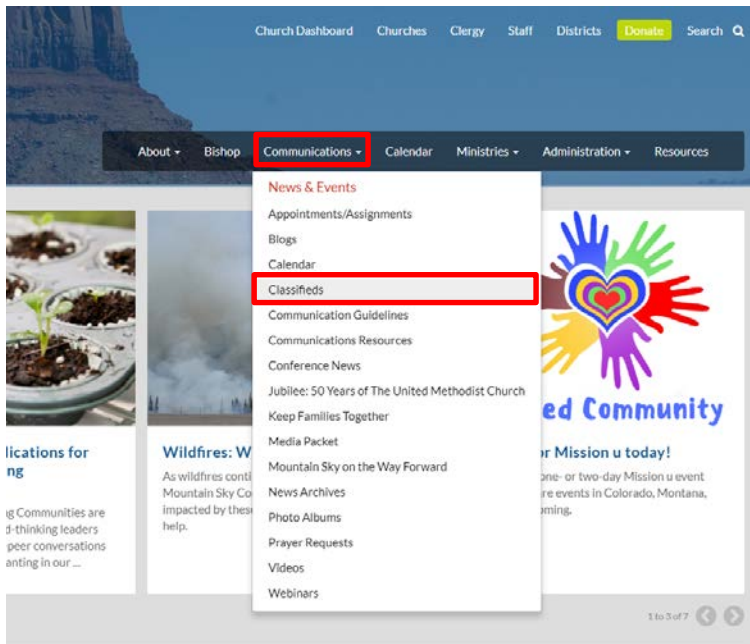 Church Dashboard Churches Clergy Staff Districts Donate Search
About Bishop Communications Calendar Ministries Administration Resources
News & Events
Appointments/Assignments
Blogs
Calendar
Classifieds
Communication Guidelines
Communications Resources
Conference News
Jubilee: 50 Years of The United Methodist Church
Keep Families Together
Media Packet
Mountain Sky on the Way Forward
News Archives
Photo Albums
Prayer Requests
Videos
Webinars
lications for
ng
ng Communities are
d-thinking leaders
peer conversations
anting in our ...
Wildfires: W
As wildfires conti
Mountain Sky Co
impacted by thes
help.
ed Community
or Mission u today!
one- or two-day Mission u event
re events in Colorado, Montana,
oming.
1 to 3 of 7